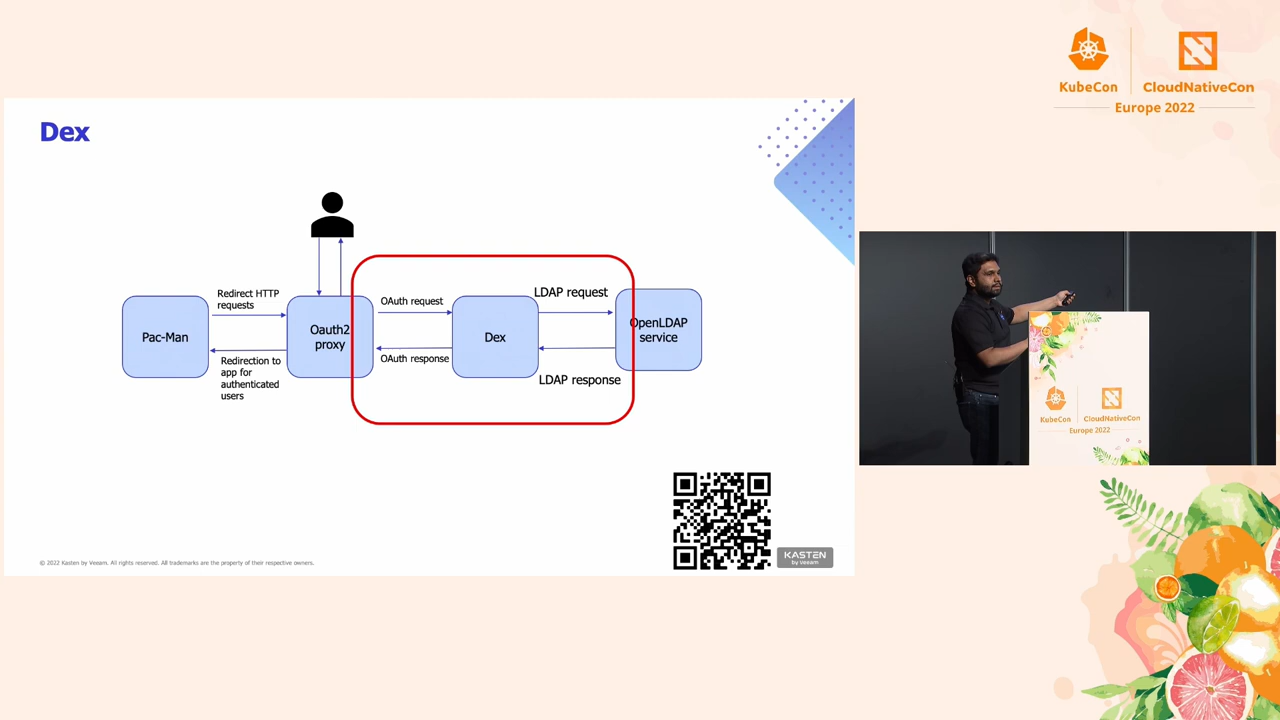 KubeCon
CloudNativeCon
Europe 2022
Dex
Redirect HTTP
requests
OAuth request
LDAP request
Pac-Man
Oauth2
proxy
Dex
OpenLDAP
service
Redirection to
app for
authenticated
users
OAuth response
LDAP response
KubeCon
CloudNativeCon
Europe 2022
KASTEN
by Veeam
© 2022 Kasten by Veeam. All rights reserved. All trademarks are the property of their respective owners.